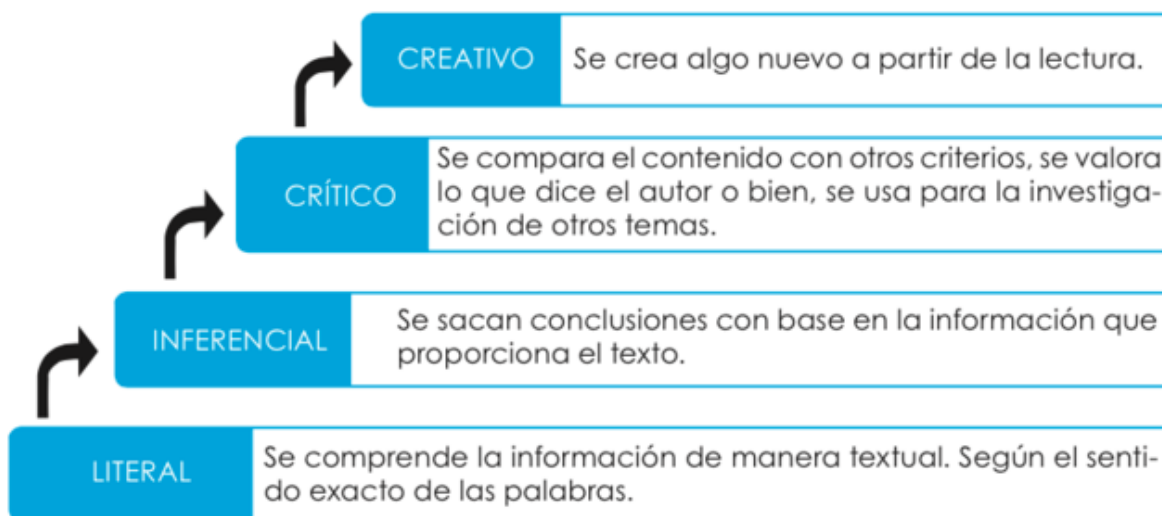 CREATIVO
Se crea algo nuevo a partir de la lectura.
CRÍTICO
Se compara el contenido con otros criterios, se valora
lo que dice el autor o bien, se usa para la investiga-
ción de otros temas.
INFERENCIAL
Se sacan conclusiones con base en la información que
proporciona el texto.
LITERAL
Se comprende la información de manera textual. Según el senti-
do exacto de las palabras.